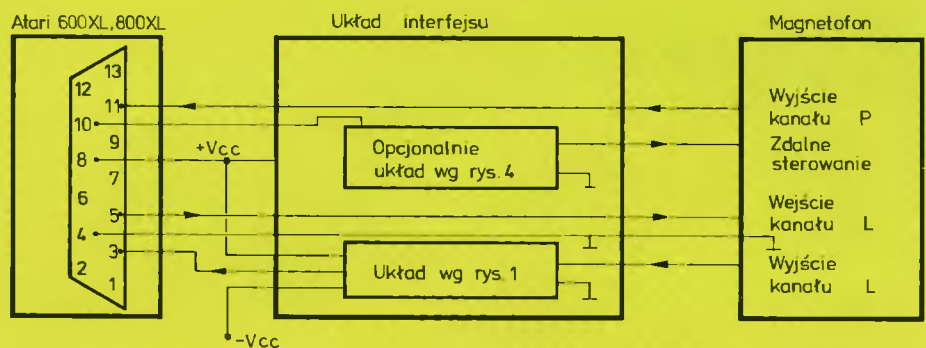 Atari 600XL,800XL
Układ interfejsu
Magnetofon
13
12
11
10
9
8
7
6
5
4
3
2
1
+Vcc
-Vcc
Opcjonalnie
układ wg rys. 4
Układ wg rys. 1
Wyjście
kanału P
Zdalne
sterowanie
Wejście
kanału L
Wyjście
kanału L